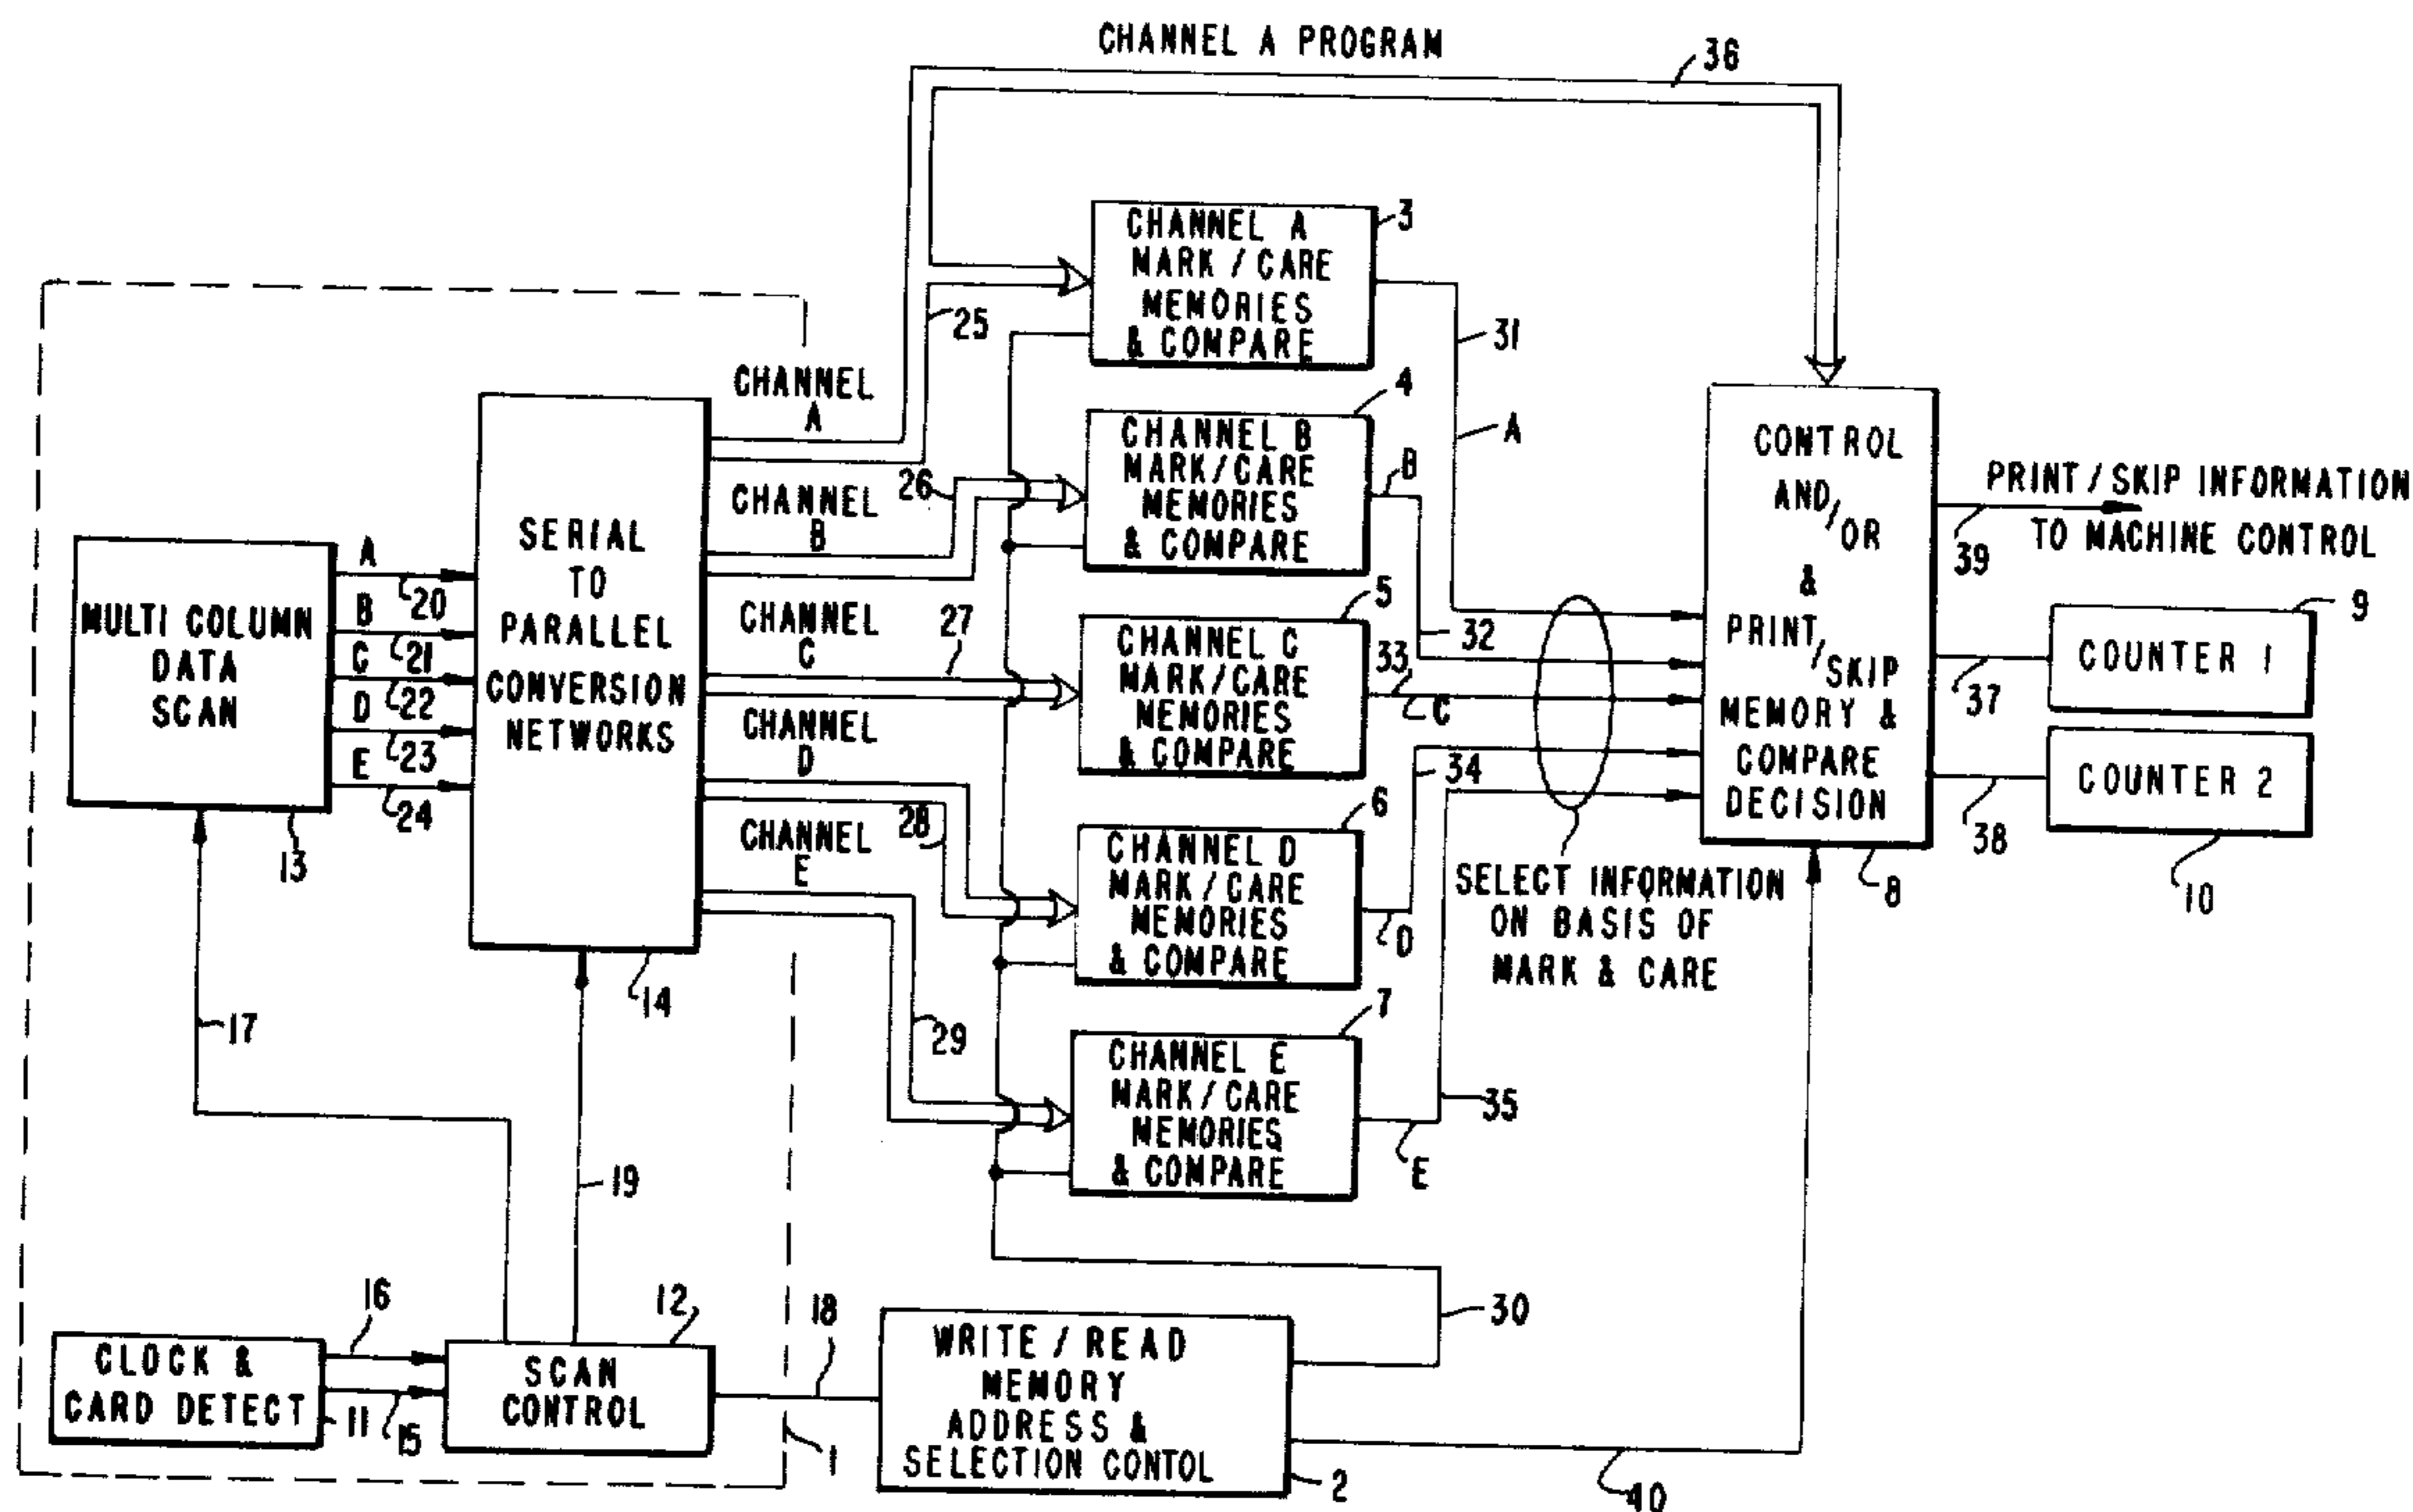 CHANNEL A PROGRAM
36
CHANNEL A
MARK / CARE
MEMORIES
& COMPARE
3
25
31
A
CHANNEL
A
CHANNEL B
MARK/CARE
MEMORIES
& COMPARE
4
B
26
CHANNEL
B
32
CHANNEL C
MARK/CARE
MEMORIES
& COMPARE
5
33
C
27
CHANNEL
C
CHANNEL
D
28
CHANNEL D
MARK/CARE
MEMORIES
& COMPARE
6
34
D
CHANNEL
E
29
CHANNEL E
MARK/CARE
MEMORIES
& COMPARE
7
35
E
MULTI COLUMN
DATA
SCAN
13
A
20
B
21
C
22
D
23
E
24
SERIAL
TO
PARALLEL
CONVERSION
NETWORKS
14
CONTROL
AND/OR
&
PRINT/SKIP
MEMORY &
COMPARE
DECISION
8
PRINT / SKIP INFORMATION
TO MACHINE CONTROL
39
COUNTER 1
9
37
COUNTER 2
10
38
SELECT INFORMATION
ON BASIS OF
MARK & CARE
17
19
16
15
CLOCK &
CARD DETECT
11
SCAN
CONTROL
12
18
1
WRITE / READ
MEMORY
ADDRESS &
SELECTION CONTOL
2
30
40